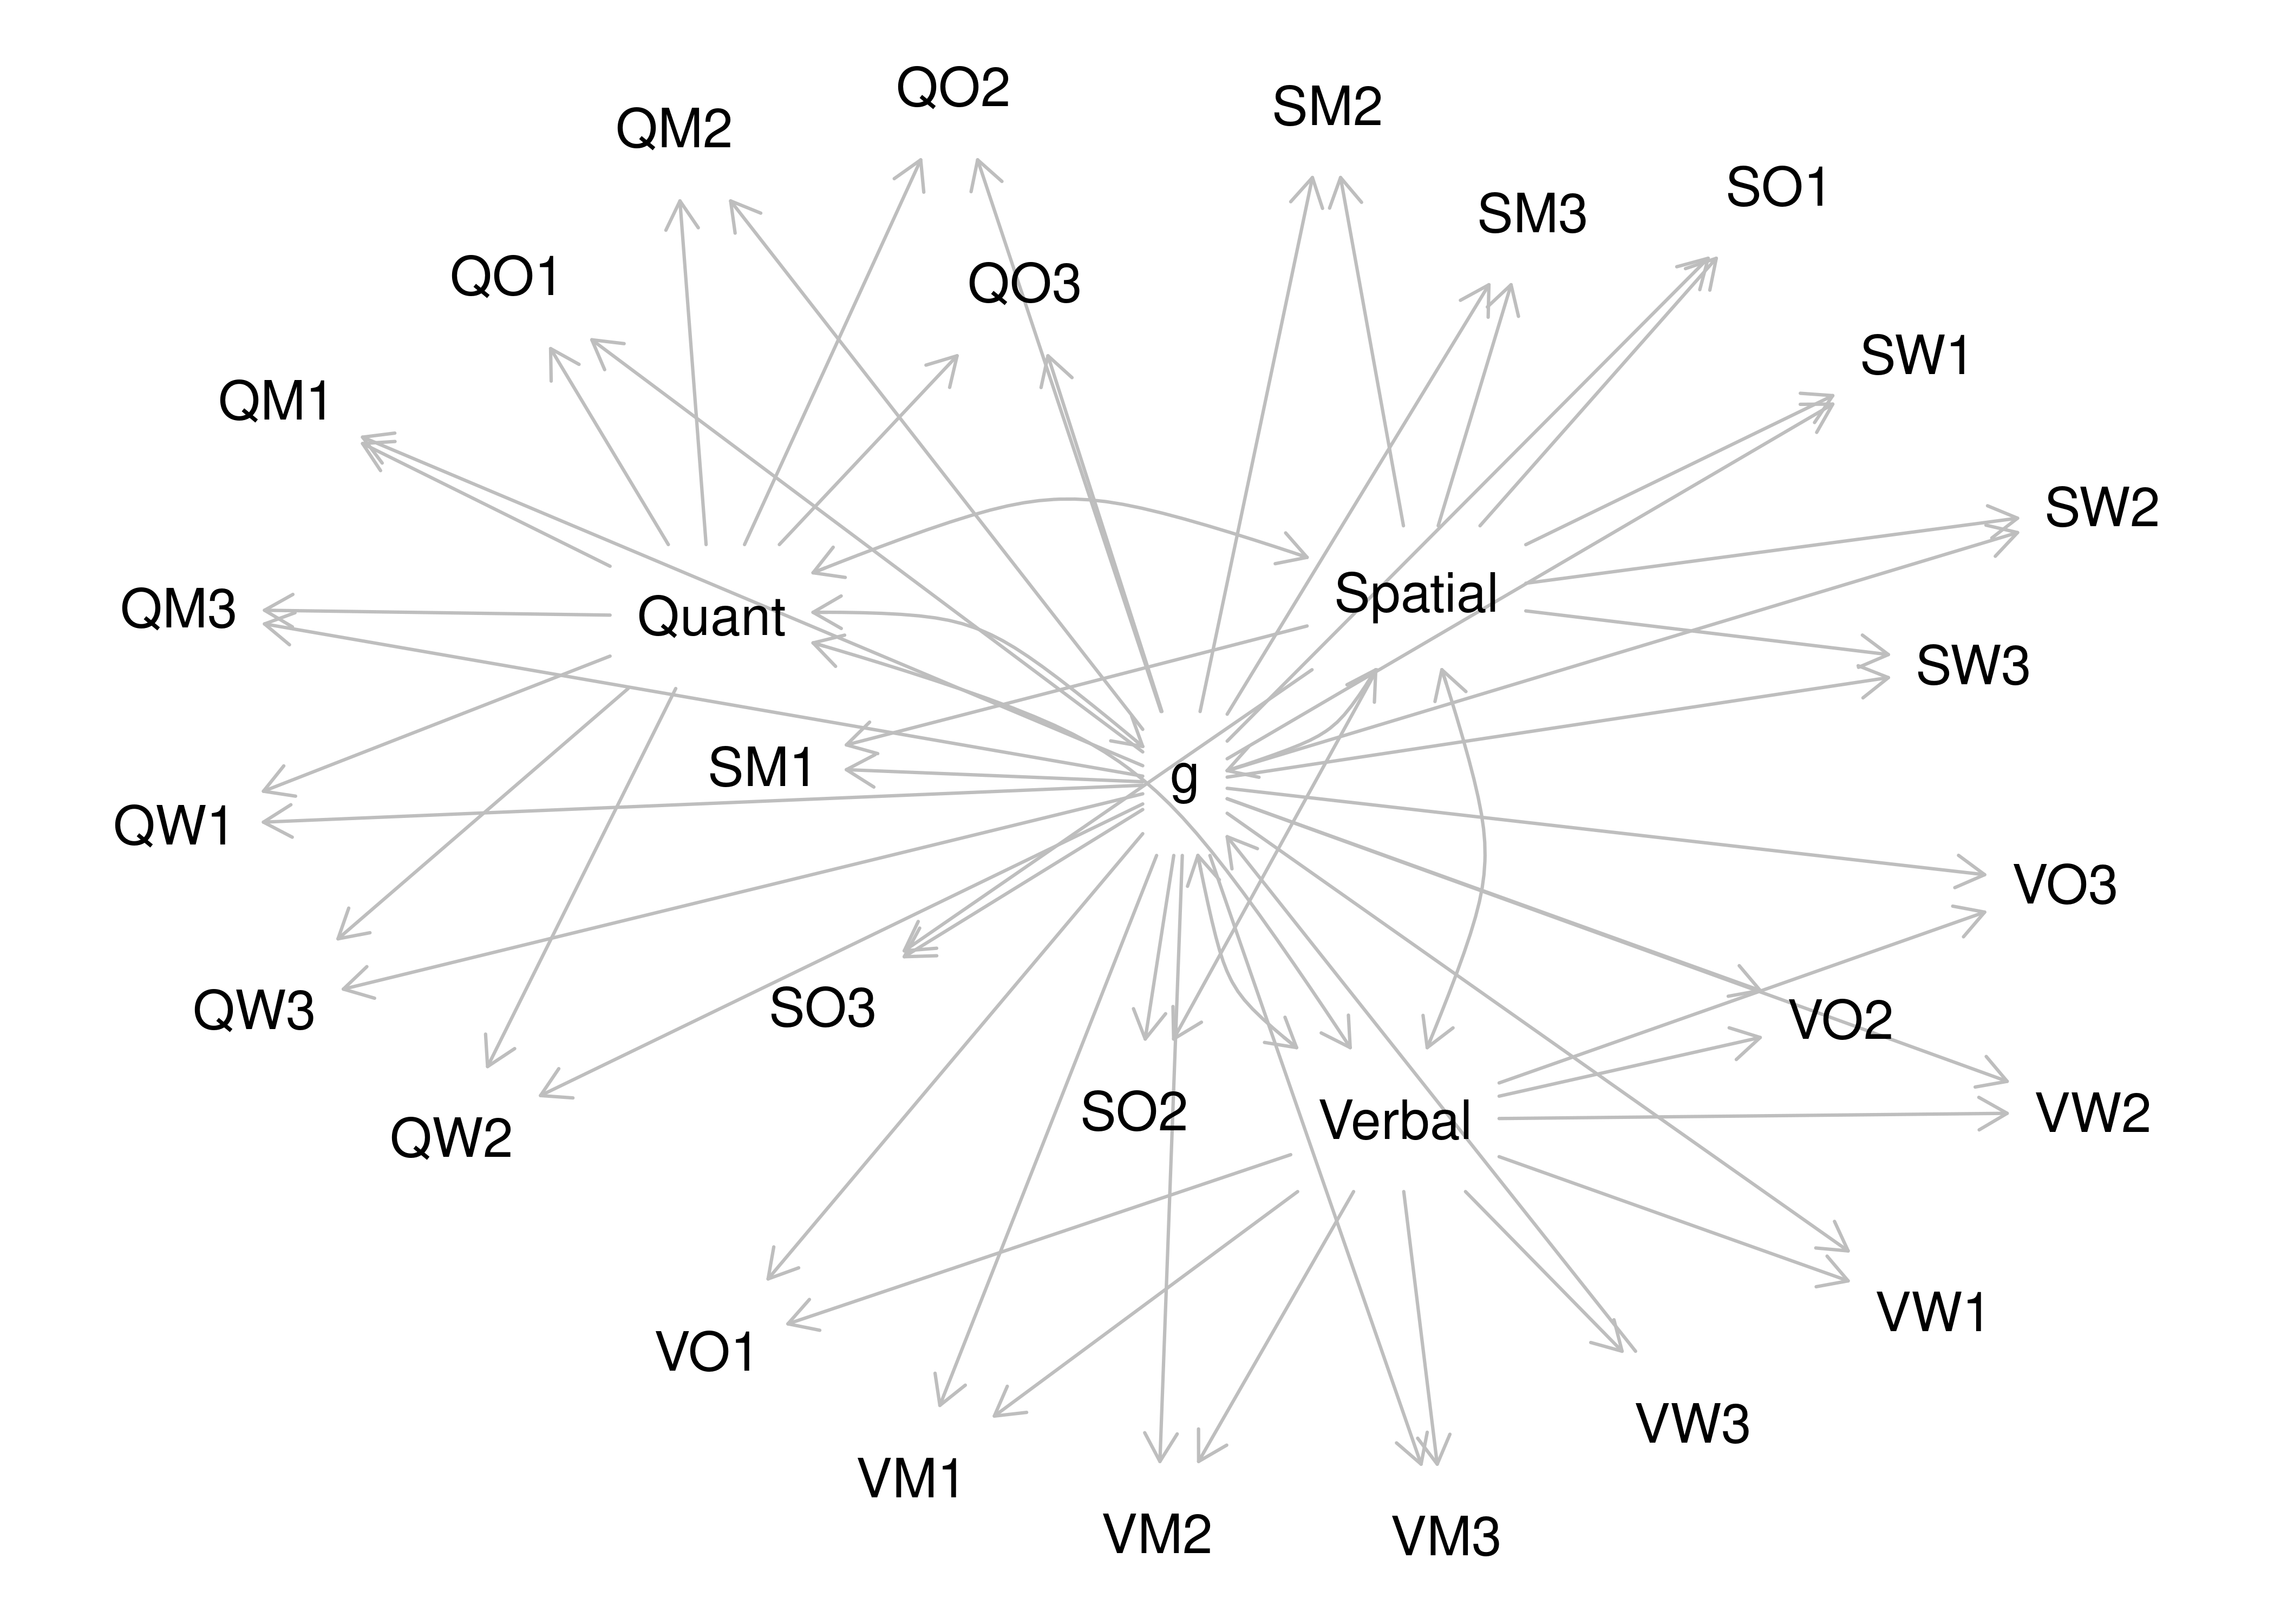 QO2
SM2
QM2
SO1
SM3
QO1
QO3
SW1
QM1
SW2
Spatial
QM3
Quant
SW3
SM1
g
QW1
VO3
QW3
SO3
VO2
SO2
Verbal
VW2
QW2
VW1
VO1
VW3
VM1
VM2
VM3